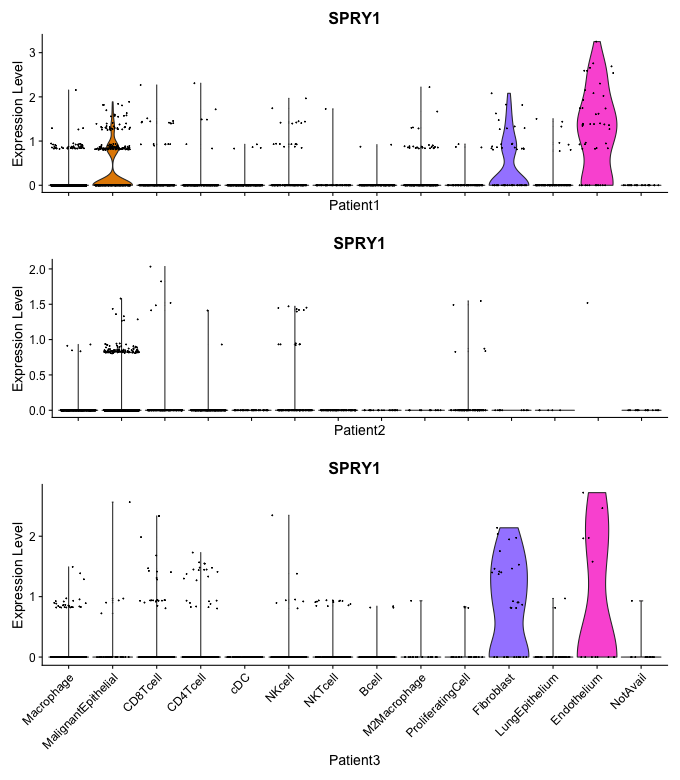 SPRY1
Expression Level
3
2
1
0
Patient1
SPRY1
Expression Level
2.0
1.5
1.0
0.5
0.0
Patient2
SPRY1
Expression Level
2
1
0
Macrophage
MalignantEpithelial
CD8Tcell
CD4Tcell
cDC
NKcell
NKTcell
Bcell
M2Macrophage
ProliferatingCell
Fibroblast
LungEpithelium
Endothelium
NotAvail
Patient3